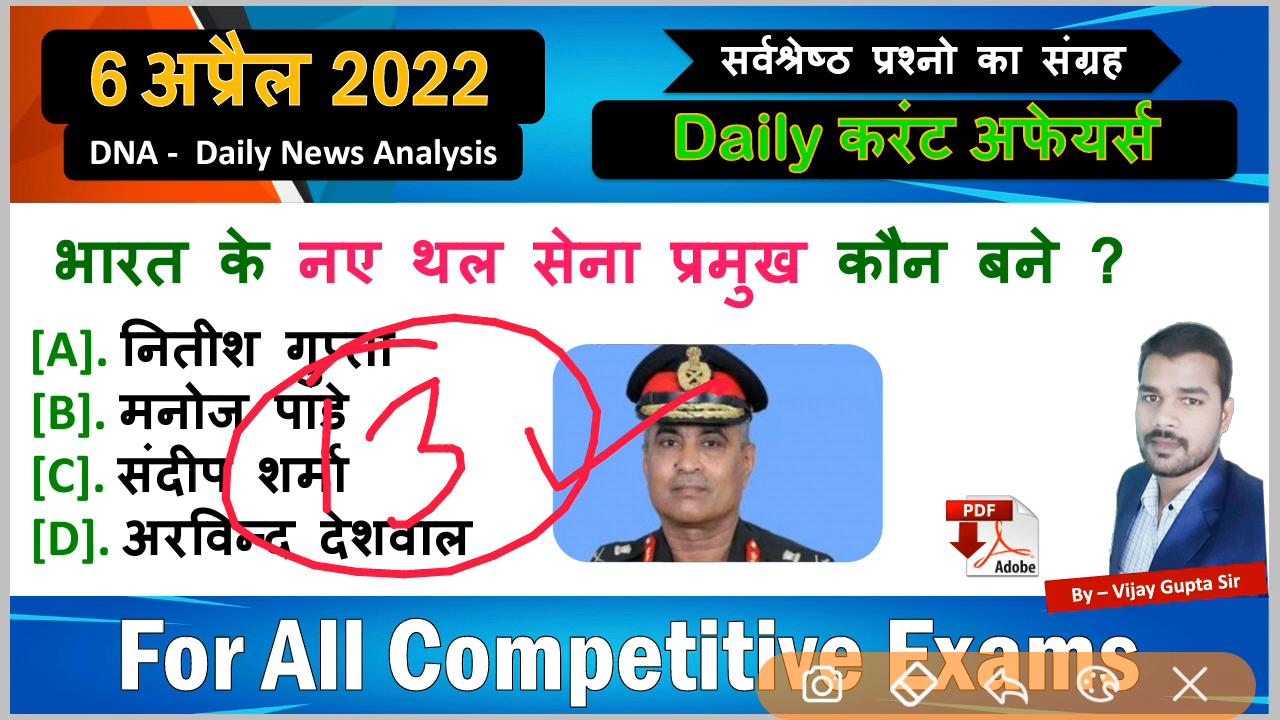 6 अप्रैल 2022
DNA - Daily News Analysis
सर्वश्रेष्ठ प्रश्नो का संग्रह
Daily करंट अफेयर्स
भारत के नए थल सेना प्रमुख कौन बने ?
[A]. नितीश गुप्ता
[B]. मनोज पांडे
[C]. संदीप शर्मा
[D]. अरविन्द देशवाल
13
PDF
Adobe
By – Vijay Gupta Sir
For All Competitive Exams